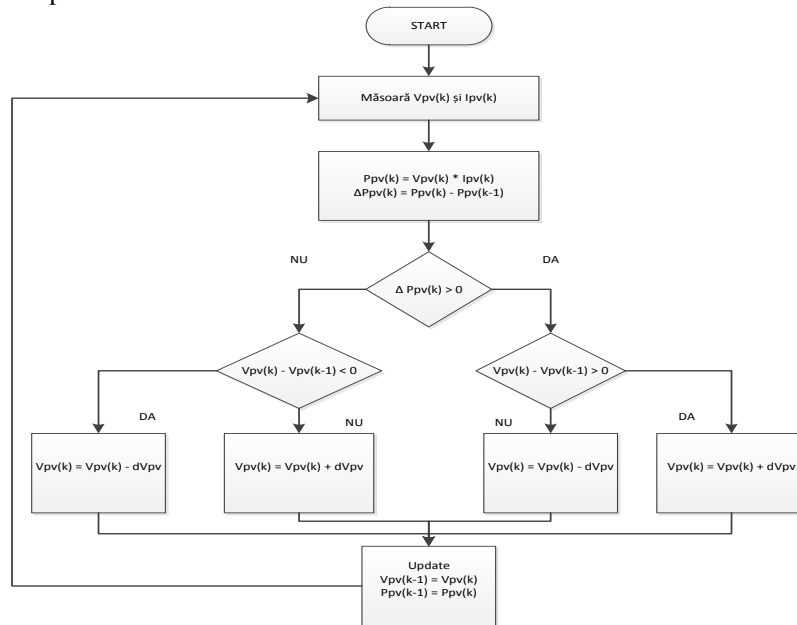 START
Măsoară Vpv(k) și Ipv(k)
Ppv(k) = Vpv(k) * Ipv(k)
ΔPpv(k) = Ppv(k) - Ppv(k-1)
NU
DA
Δ Ppv(k) > 0
Vpv(k) - Vpv(k-1) < 0
Vpv(k) - Vpv(k-1) > 0
DA
NU
NU
DA
Vpv(k) = Vpv(k) - dVpv
Vpv(k) = Vpv(k) + dVpv
Vpv(k) = Vpv(k) - dVpv
Vpv(k) = Vpv(k) + dVpv
Update
Vpv(k-1) = Vpv(k)
Ppv(k-1) = Ppv(k)